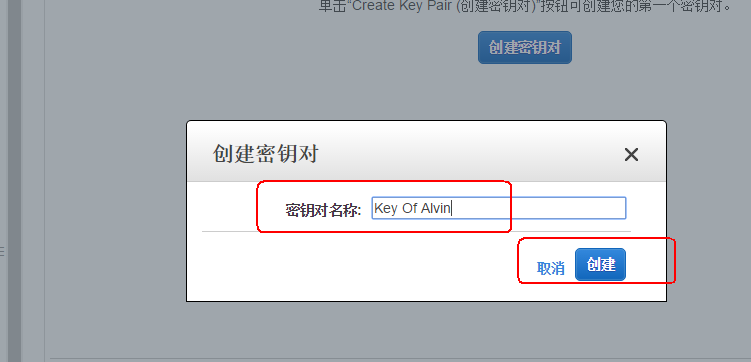 单击“Create Key Pair (创建密钥对)”按钮可创建您的第一个密钥对。
创建密钥对
创建密钥对
密钥对名称: Key Of Alvin
取消 创建